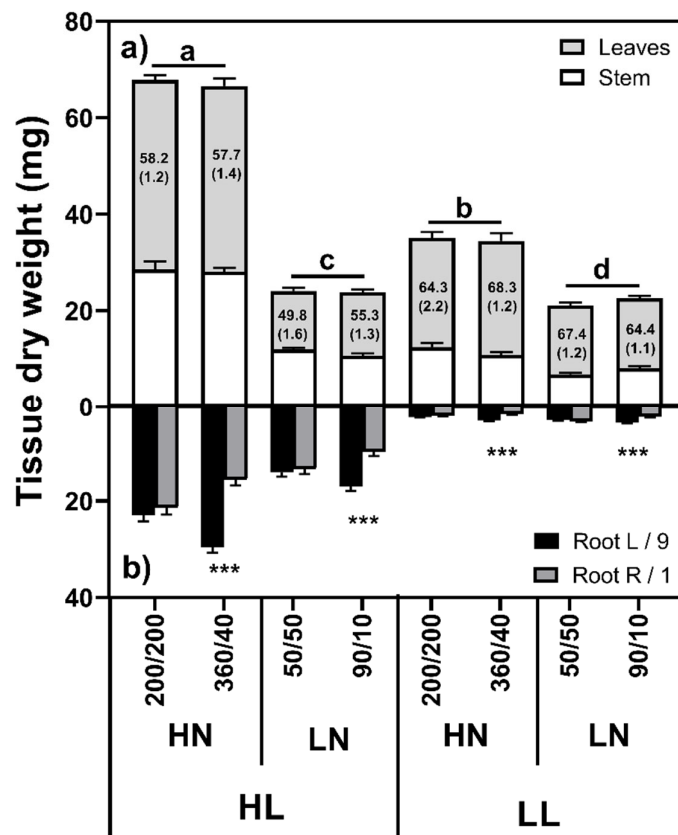 80
60
40
20
0
20
40
Tissue dry weight (mg)
a)
a
Leaves
Stem
58.2
(1.2)
57.7
(1.4)
c
49.8
(1.6)
55.3
(1.3)
b
64.3
(2.2)
68.3
(1.2)
d
67.4
(1.2)
64.4
(1.1)
***
***
***
***
b)
Root L / 9
Root R / 1
200/200
360/40
50/50
90/10
200/200
360/40
50/50
90/10
HN
LN
HN
LN
HL
LL